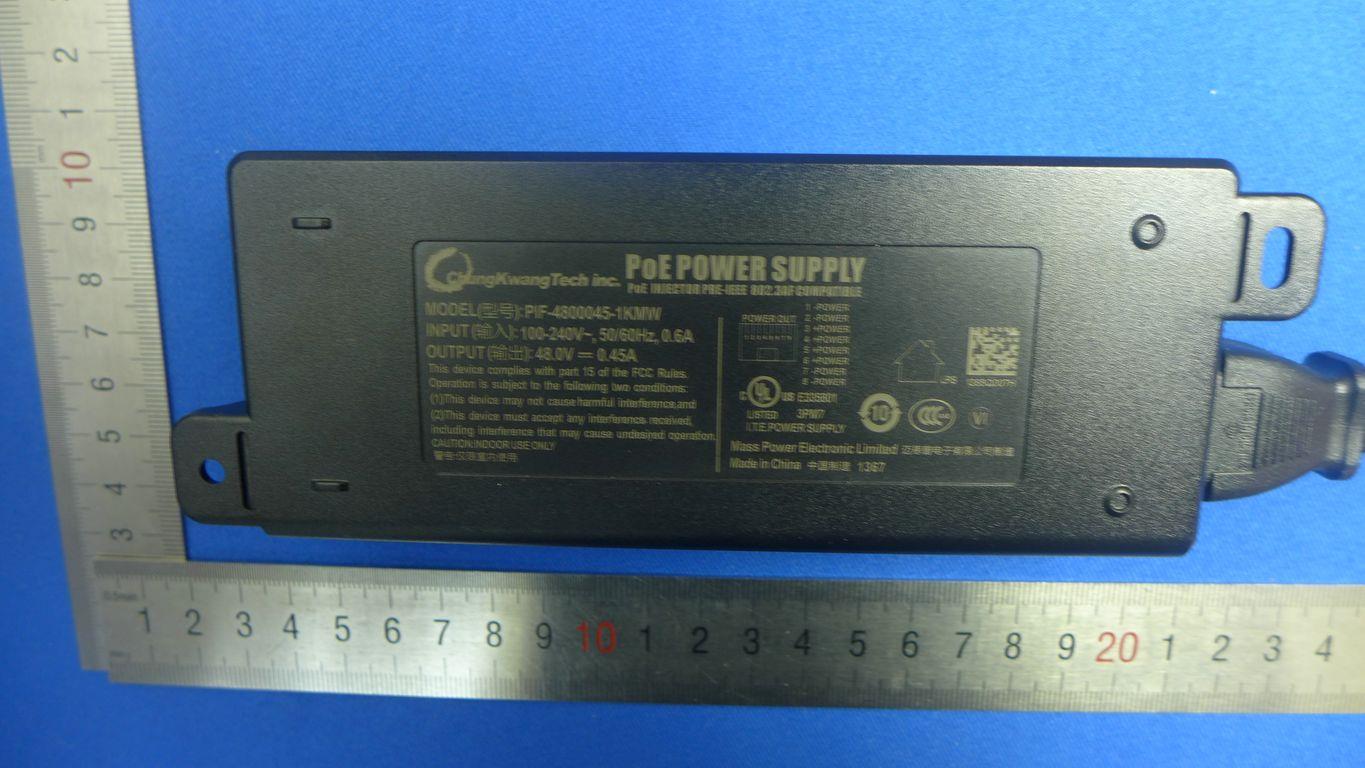 ChangKwangTech inc.
PoE POWER SUPPLY
PoE INJECTOR PRE-IEEE 802.3AF COMPATIBLE
MODEL(型号): PIF-4800045-1KMW
INPUT (输入): 100-240V~, 50/60Hz, 0.6A
OUTPUT (输出): 48.0V ⎓ 0.45A
This device complies with part 15 of the FCC Rules.
Operation is subject to the following two conditions:
(1)This device may not cause harmful interference,and
(2)This device must accept any interference received,
including interference that may cause undesired operation.
CAUTION:INDOOR USE ONLY
警告:仅限室内使用
POWER OUT
1 -POWER
2 -POWER
3 +POWER
4 +POWER
5 +POWER
6 +POWER
7 -POWER
8 -POWER
c UL US E335801
LISTED 3PM7
I.T.E. POWER SUPPLY
LPS
10
CCC
VI
Mass Power Electronic Limited
Made in China 中国制造 1367
2
1
10
9
8
7
6
5
4
3
0.5mm
1 2 3 4 5 6 7 8 9 10 1 2 3 4 5 6 7 8 9 20 1 2 3 4